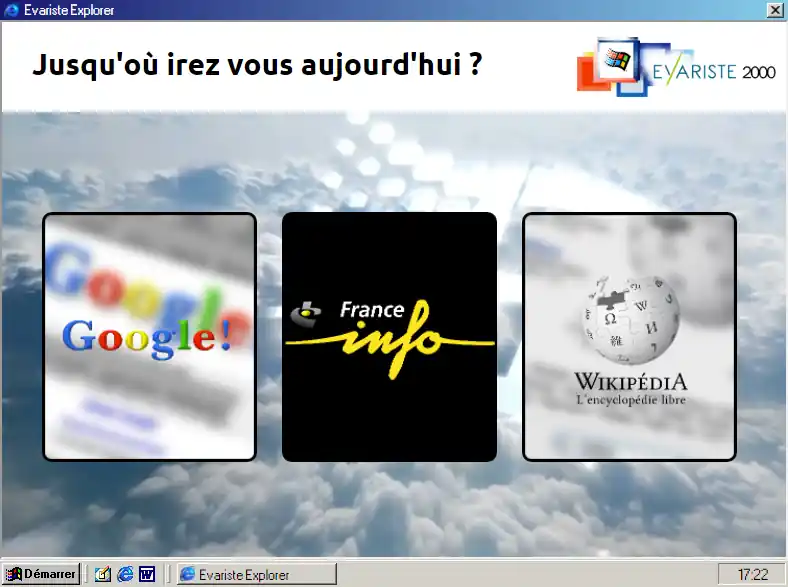 Evariste Explorer
Jusqu'où irez vous aujourd'hui ?
EVARISTE 2000
Google
Google!
France
info
Ω
W
И
WIKIPÉDIA
L'encyclopédie libre
Démarrer
W
Evariste Explorer
17:22